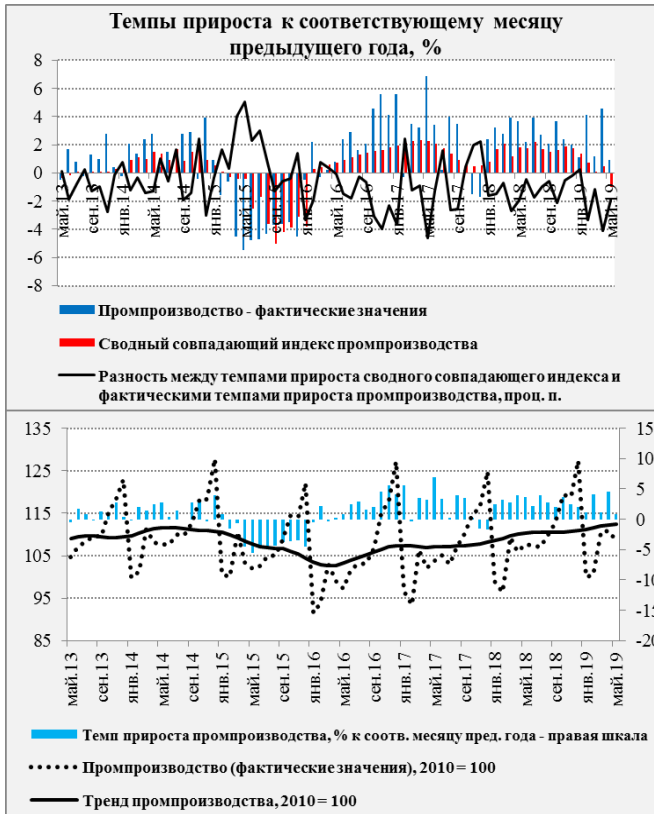 Темпы прироста к соответствующему месяцу
предыдущего года, %
8
6
4
2
0
-2
-4
-6
-8
май.13
сен.13
янв.14
май.14
сен.14
янв.15
май.15
сен.15
янв.16
май.16
сен.16
янв.17
май.17
сен.17
янв.18
май.18
сен.18
янв.19
май.19
Промпроизводство - фактические значения
Сводный совпадающий индекс промпроизводства
Разность между темпами прироста сводного совпадающего индекса и
фактическими темпами прироста промпроизводства, проц. п.
135
125
115
105
95
85
15
10
5
0
-5
-10
-15
-20
май.13
сен.13
янв.14
май.14
сен.14
янв.15
май.15
сен.15
янв.16
май.16
сен.16
янв.17
май.17
сен.17
янв.18
май.18
сен.18
янв.19
май.19
Темп прироста промпроизводства, % к соотв. месяцу пред. года - правая шкала
Промпроизводство (фактические значения), 2010 = 100
Тренд промпроизводства, 2010 = 100